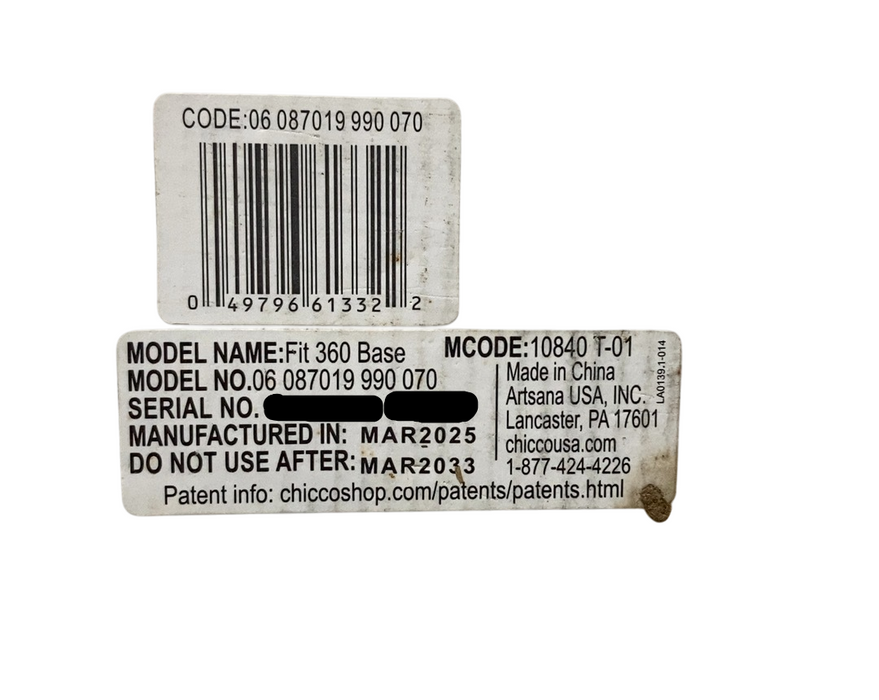 CODE:06 087019 990 070
0 49796 61332 2
MODEL NAME:Fit 360 Base
MCODE:10840 T-01
MODEL NO.06 087019 990 070
SERIAL NO.
MANUFACTURED IN: MAR2025
DO NOT USE AFTER: MAR2033
Made in China
Artsana USA, INC.
Lancaster, PA 17601
chiccousa.com
1-877-424-4226
LA0139.1-014
Patent info: chiccoshop.com/patents/patents.html